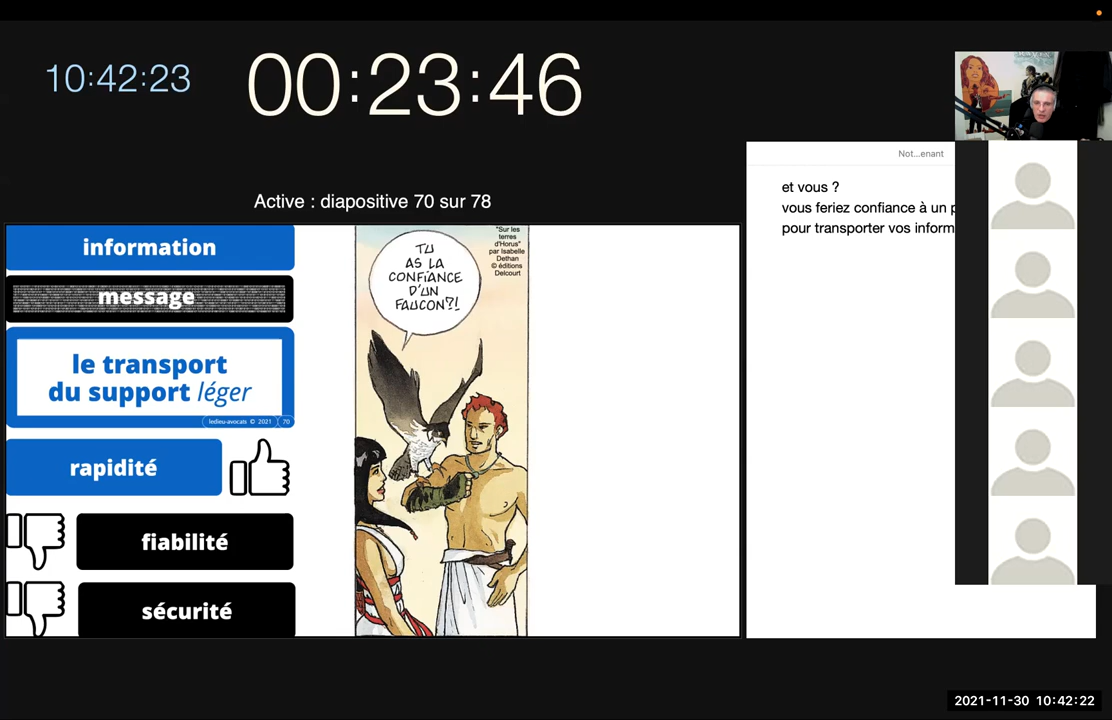 10:42:23
00:23:46
Active : diapositive 70 sur 78
information
message
le transport
du support léger
ledieu-avocats © 2021 70
rapidité
fiabilité
sécurité
TU
AS LA
CONFIANCE
D'UN
FAUCON?!
"Sur les
terres
d'Horus"
par Isabelle
Dethan
© éditions
Delcourt
Not...enant
et vous ?
vous feriez confiance à un p
pour transporter vos inform
2021-11-30 10:42:22